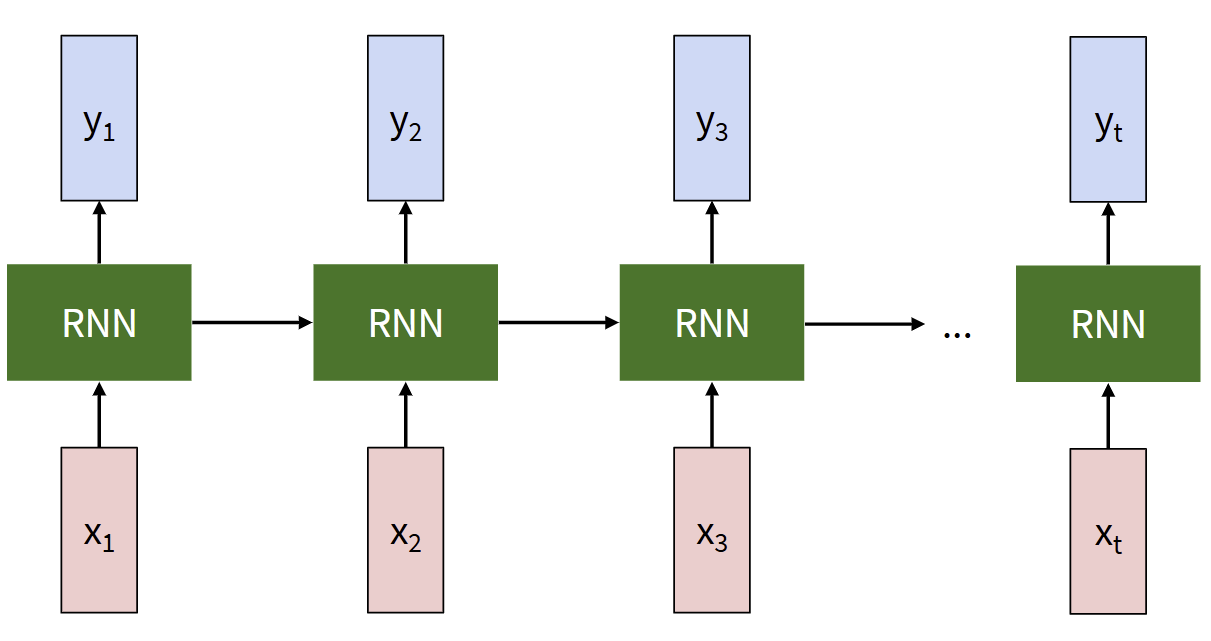 y1 y2 y3 yt
RNN RNN RNN ... RNN
x1 x2 x3 xt